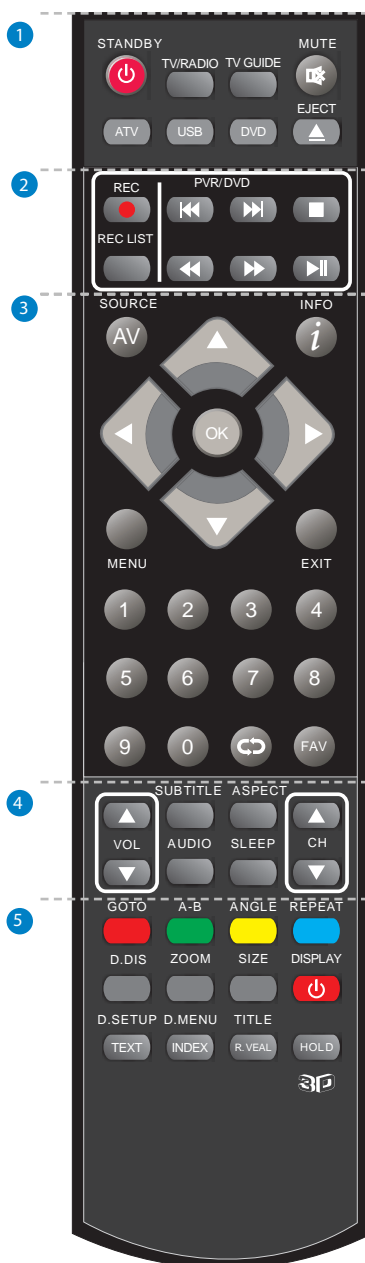 1
STANDBY MUTE
TV/RADIO TV GUIDE
EJECT
ATV USB DVD
2
REC PVR/DVD
REC LIST
3
SOURCE INFO
AV i
OK
MENU EXIT
1 2 3 4
5 6 7 8
9 0 FAV
4
SUBTITLE ASPECT
VOL AUDIO SLEEP CH
5
GOTO A-B ANGLE REPEAT
D.DIS ZOOM SIZE DISPLAY
D.SETUP D.MENU TITLE
TEXT INDEX R.VEAL HOLD
3D